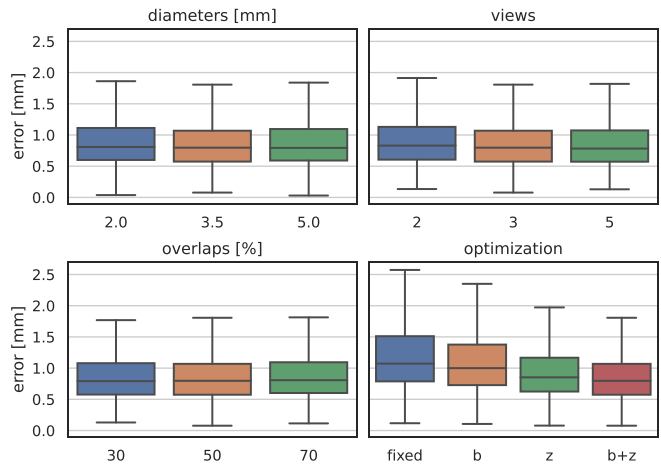 diameters [mm]
views
error [mm]
2.5
2.0
1.5
1.0
0.5
0.0
2.0 3.5 5.0
2 3 5
overlaps [%]
optimization
error [mm]
2.5
2.0
1.5
1.0
0.5
0.0
30 50 70
fixed b z b+z